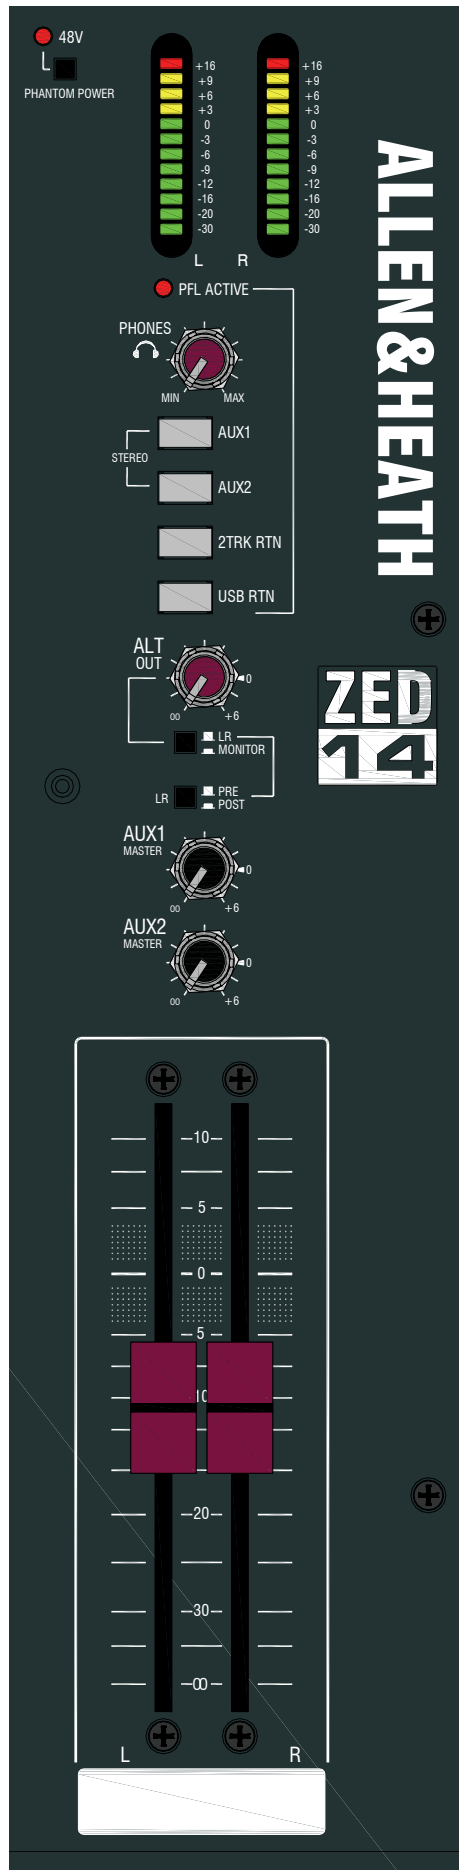 48V
PHANTOM POWER
+16 +16
+9 +9
+6 +6
+3 +3
0 0
-3 -3
-6 -6
-9 -9
-12 -12
-16 -16
-20 -20
-30 -30
L R
PFL ACTIVE
PHONES
MIN MAX
AUX1
STEREO
AUX2
2TRK RTN
USB RTN
ALLEN&HEATH
ALT
OUT
0
∞ +6
LR
MONITOR
LR
PRE
POST
ZED
14
AUX1
MASTER
0
∞ +6
AUX2
MASTER
0
∞ +6
10
5
0
5
10
20
30
∞
L R